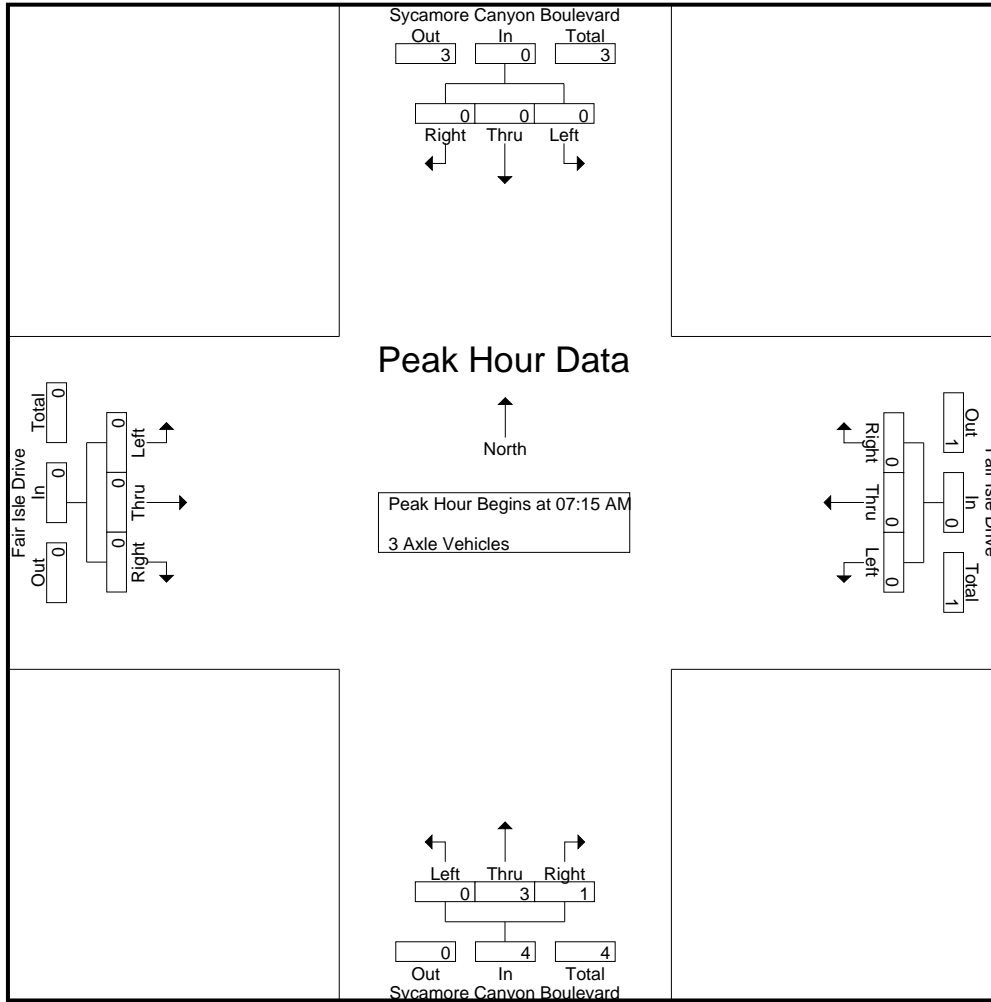 Sycamore Canyon Boulevard
Out In Total
3 0 3
0 0 0
Right Thru Left
Peak Hour Data
North
Peak Hour Begins at 07:15 AM
3 Axle Vehicles
Fair Isle Drive
Total In Out
0 0 0
0 0 0
Left Thru Right
Right Thru Left
0 0 0
Out In Total
1 0 1
Fair Isle Drive
Left Thru Right
0 3 1
0 4 4
Out In Total
Sycamore Canyon Boulevard